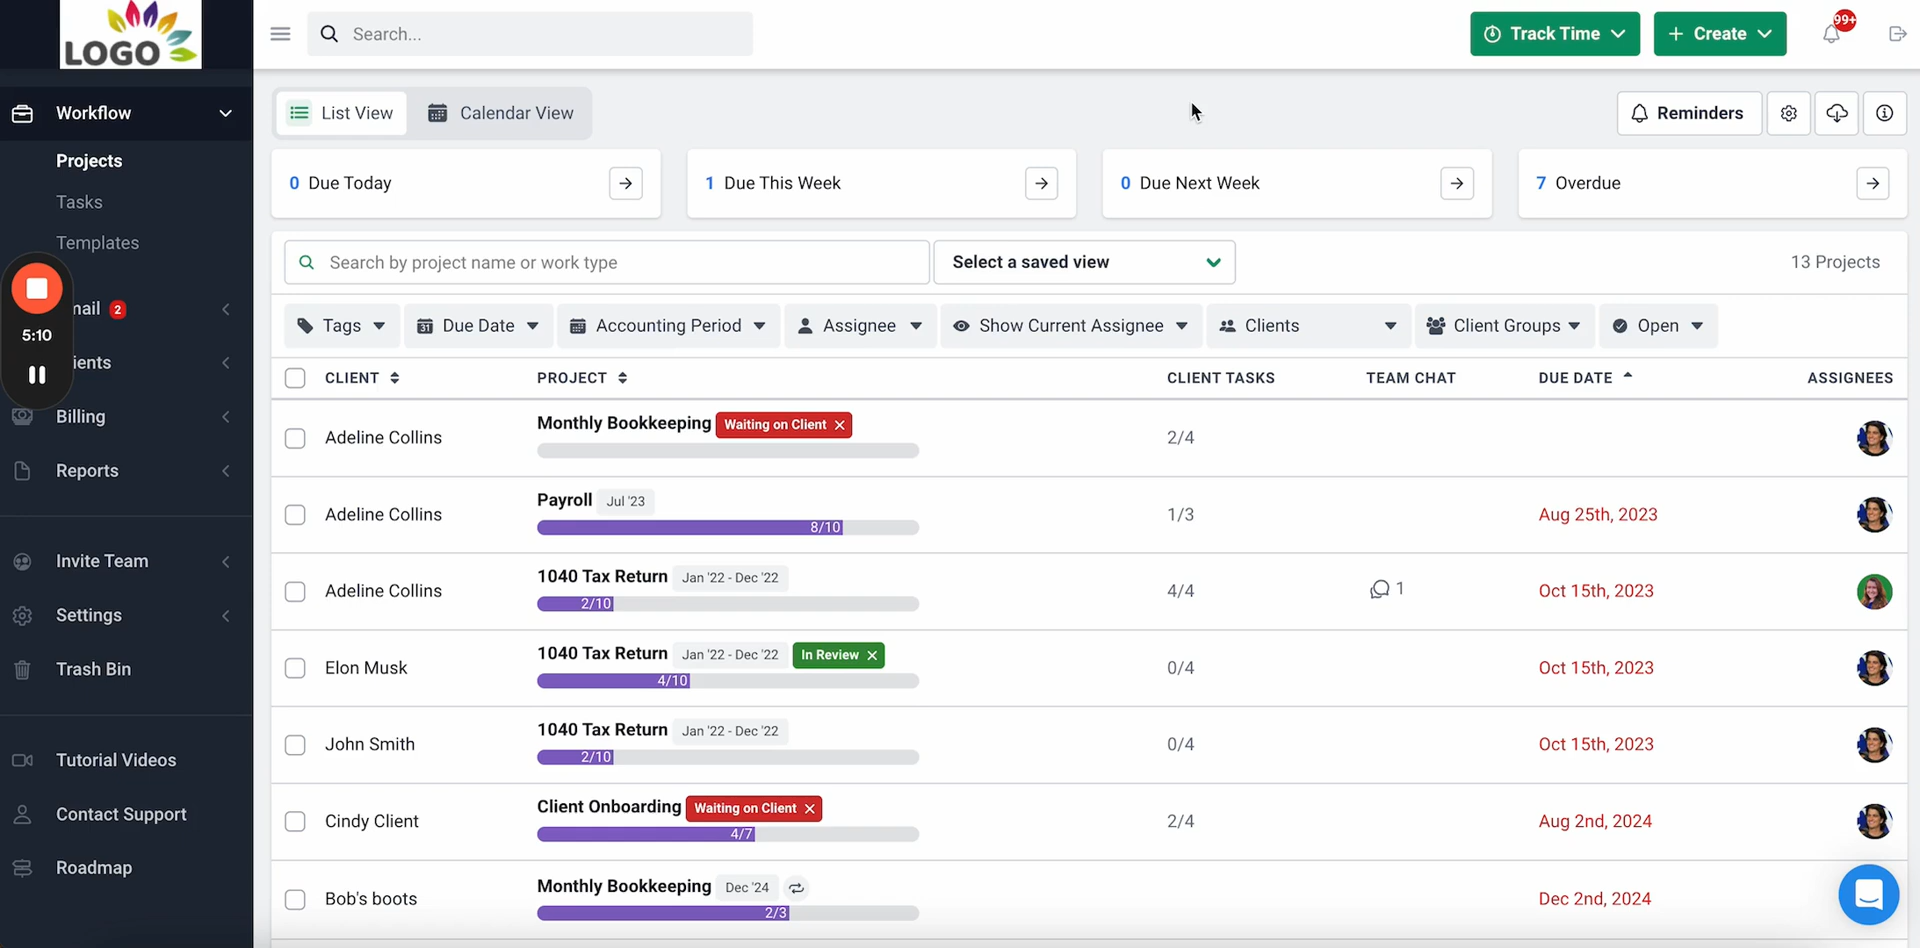 LOGO
Search...
Track Time
Create
99+
Workflow
Projects
Tasks
Templates
5:10
mail 2
ients
Billing
Reports
Invite Team
Settings
Trash Bin
Tutorial Videos
Contact Support
Roadmap
List View
Calendar View
Reminders
0 Due Today
1 Due This Week
0 Due Next Week
7 Overdue
Search by project name or work type
Select a saved view
13 Projects
Tags
31 Due Date
Accounting Period
Assignee
Show Current Assignee
Clients
Client Groups
Open
CLIENT PROJECT CLIENT TASKS TEAM CHAT DUE DATE ASSIGNEES
Adeline Collins Monthly Bookkeeping Waiting on Client 2/4
Adeline Collins Payroll Jul '23 1/3 Aug 25th, 2023
8/10
Adeline Collins 1040 Tax Return Jan '22 - Dec '22 4/4 1 Oct 15th, 2023
2/10
Elon Musk 1040 Tax Return Jan '22 - Dec '22 In Review 0/4 Oct 15th, 2023
4/10
John Smith 1040 Tax Return Jan '22 - Dec '22 0/4 Oct 15th, 2023
2/10
Cindy Client Client Onboarding Waiting on Client 2/4 Aug 2nd, 2024
4/7
Bob's boots Monthly Bookkeeping Dec '24 Dec 2nd, 2024
2/3